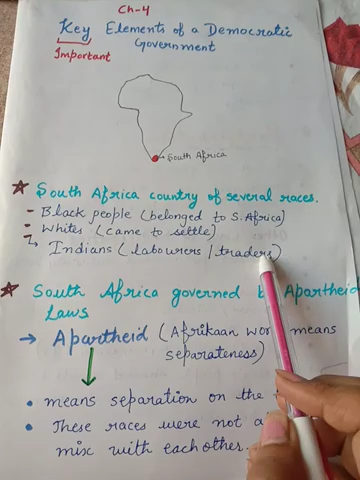 Ch-4
Key Elements of a Democratic
Government
Important
South Africa
South Africa country of several races.
- Black people (belonged to S. Africa)
- Whites (came to settle)
Indians (labourers / traders)
South Africa governed Apartheid
Laws
→ Apartheid (Afrikaan means
separateness)
• means separation on the
• These races were not
mix with each other.